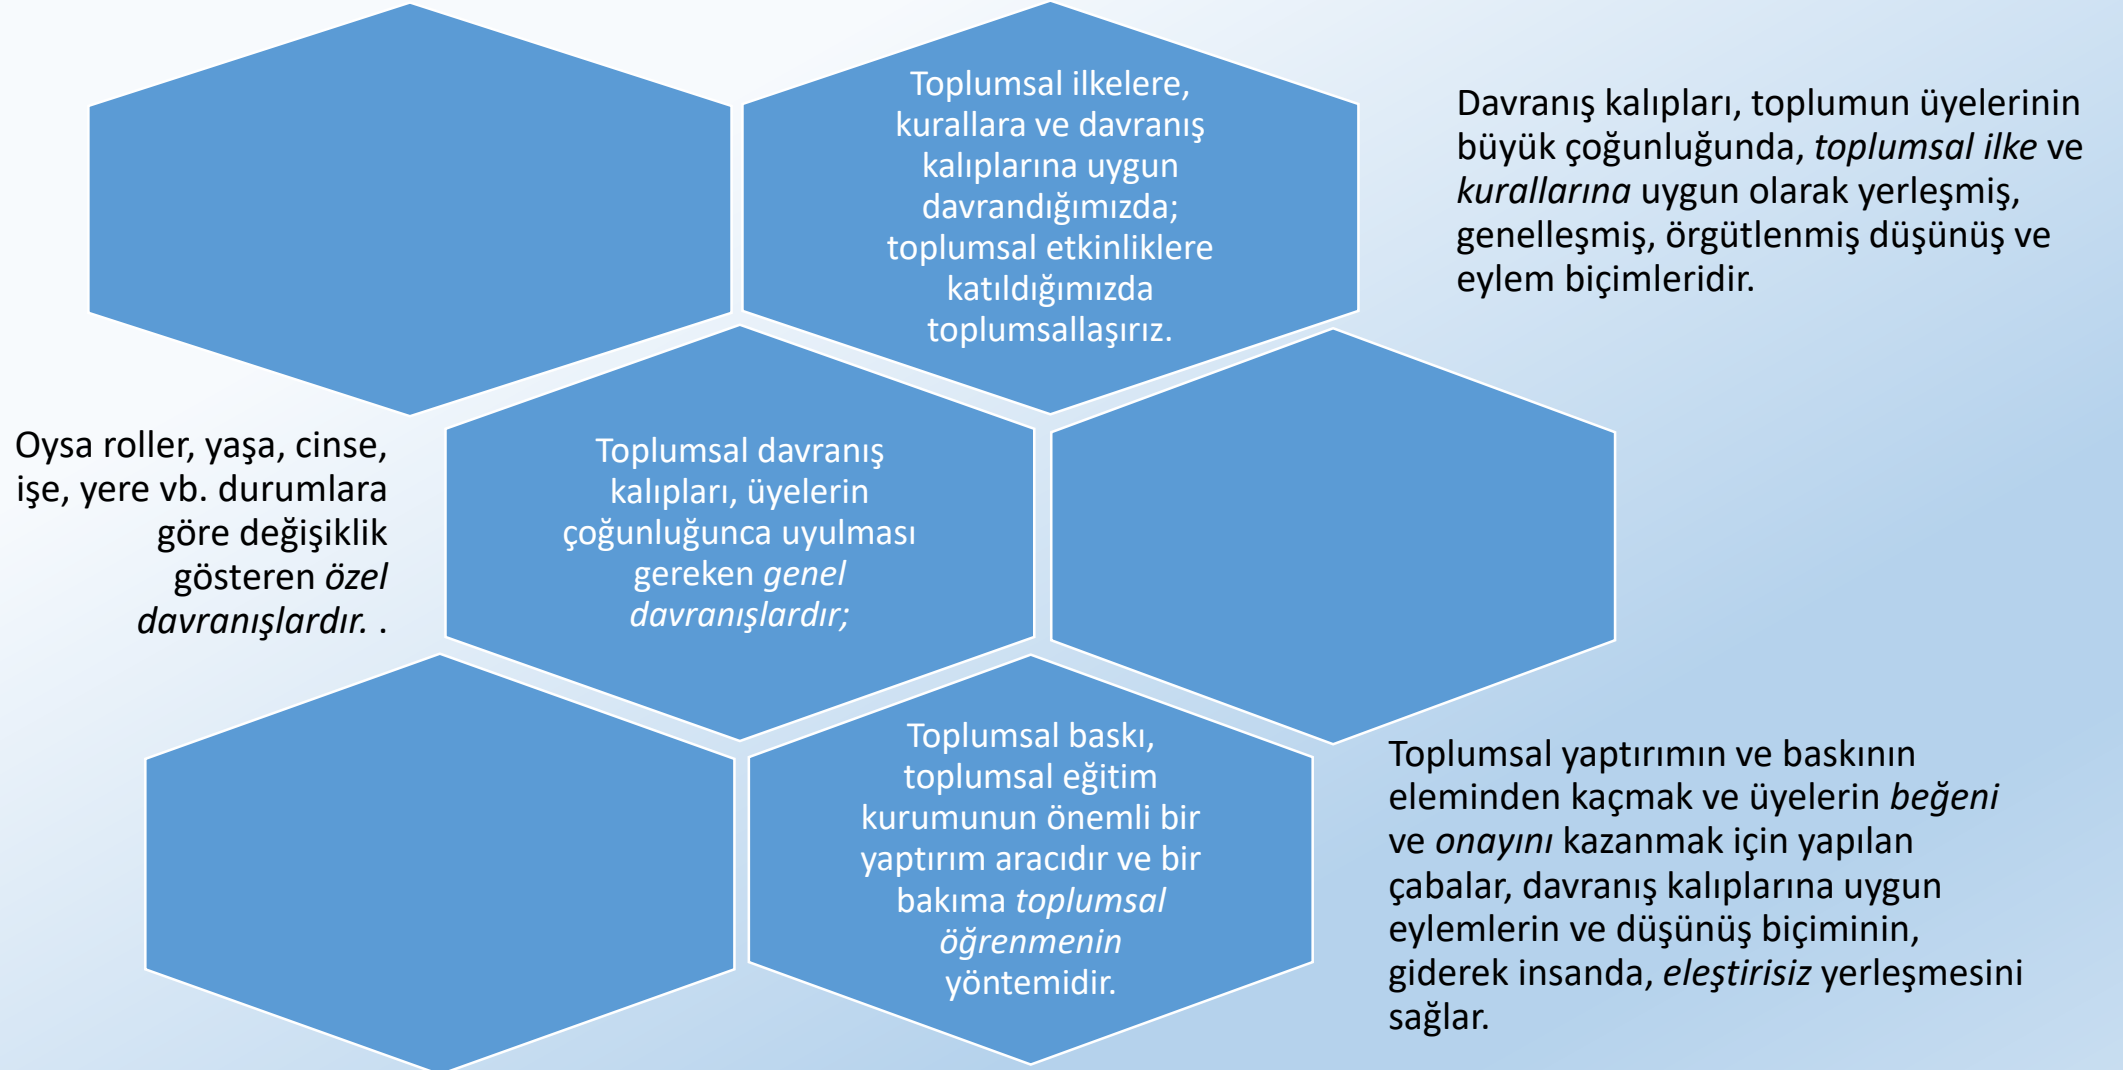 Toplumsal ilkelere,
kurallara ve davranış
kalıplarına uygun
davrandığımızda;
toplumsal etkinliklere
katıldığımızda
toplumsallaşırız.
Davranış kalıpları, toplumun üyelerinin
büyük çoğunluğunda, toplumsal ilke ve
kurallarına uygun olarak yerleşmiş,
genelleşmiş, örgütlenmiş düşünüş ve
eylem biçimleridir.
Toplumsal davranış
kalıpları, üyelerin
çoğunluğunca uyulması
gereken genel
davranışlardır;
Oysa roller, yaşa, cinse,
işe, yere vb. durumlara
göre değişiklik
gösteren özel
davranışlardır. .
Toplumsal baskı,
toplumsal eğitim
kurumunun önemli bir
yaptırım aracıdır ve bir
bakıma toplumsal
öğrenmenin
yöntemidir.
Toplumsal yaptırımın ve baskının
eleminden kaçmak ve üyelerin beğeni
ve onayını kazanmak için yapılan
çabalar, davranış kalıplarına uygun
eylemlerin ve düşünüş biçiminin,
giderek insanda, eleştirisiz yerleşmesini
sağlar.